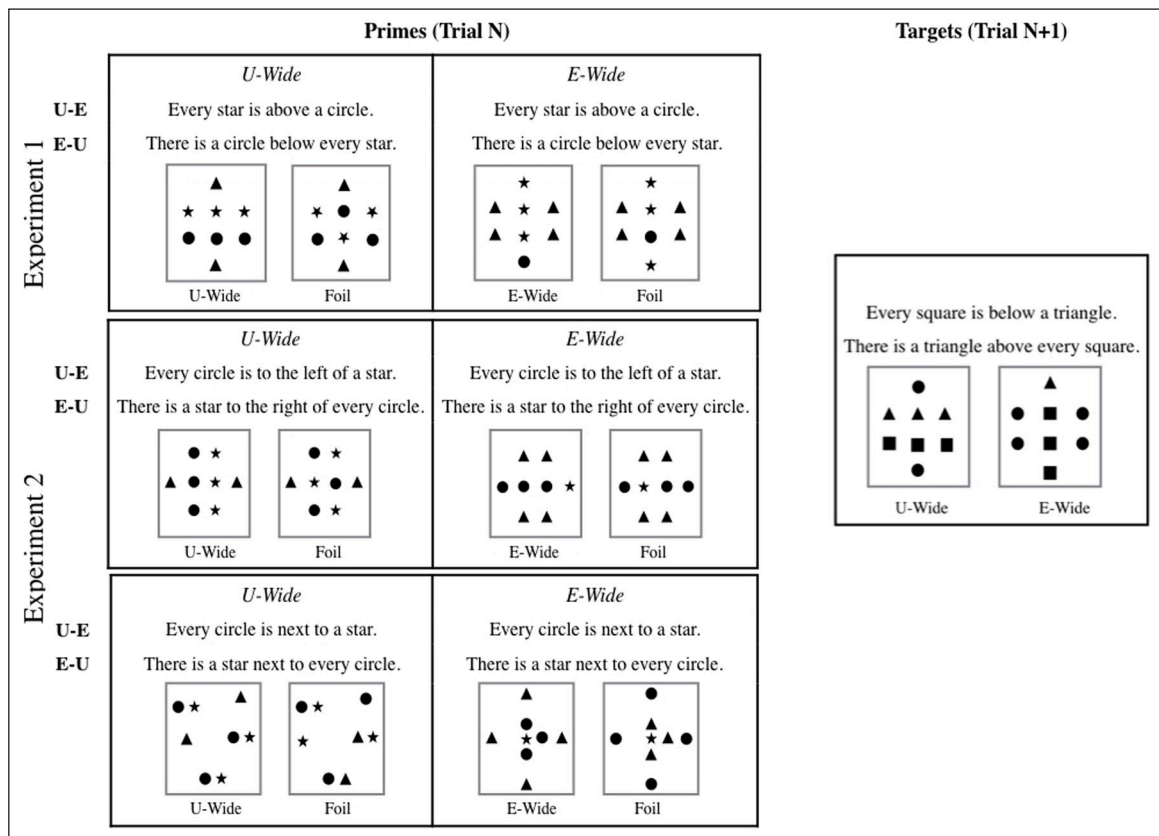 Primes (Trial N)
Targets (Trial N+1)
Experiment 1
U-Wide
E-Wide
U-E
Every star is above a circle.
Every star is above a circle.
E-U
There is a circle below every star.
There is a circle below every star.
U-Wide
Foil
E-Wide
Foil
Experiment 2
U-Wide
E-Wide
U-E
Every circle is to the left of a star.
Every circle is to the left of a star.
E-U
There is a star to the right of every circle.
There is a star to the right of every circle.
U-Wide
Foil
E-Wide
Foil
U-Wide
E-Wide
U-E
Every circle is next to a star.
Every circle is next to a star.
E-U
There is a star next to every circle.
There is a star next to every circle.
U-Wide
Foil
E-Wide
Foil
Every square is below a triangle.
There is a triangle above every square.
U-Wide
E-Wide